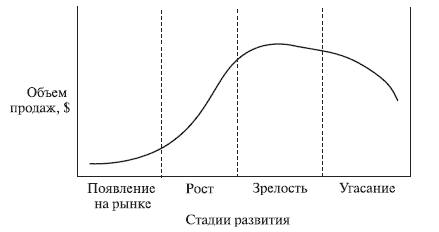 Объем
продаж, $
Появление
на рынке
Рост
Зрелость
Угасание
Стадии развития